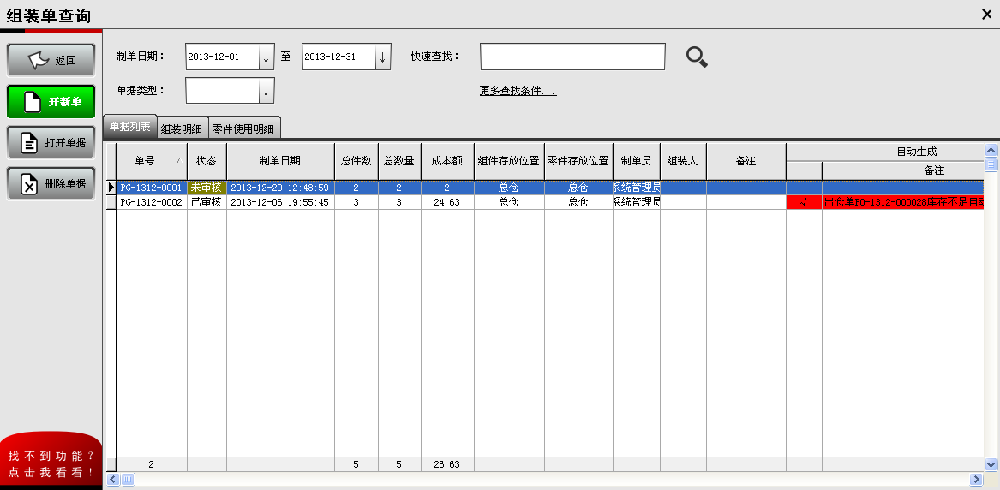 组装单查询
返回
开新单
打开单据
删除单据
找不到功能？
点击我看看！
制单日期： 2013-12-01 至 2013-12-31 快速查找：
单据类型： 更多查找条件...
单据列表 组装明细 零件使用明细
单号 状态 制单日期 总件数 总数量 成本额 组件存放位置 零件存放位置 制单员 组装人 备注 自动生成
- 备注
PG-1312-0001 未审核 2013-12-20 12:48:59 2 2 2 总仓 总仓 系统管理员
PG-1312-0002 已审核 2013-12-06 19:55:45 3 3 24.63 总仓 总仓 系统管理员 √ 出仓单PO-1312-000028库存不足自动
2 5 5 26.63